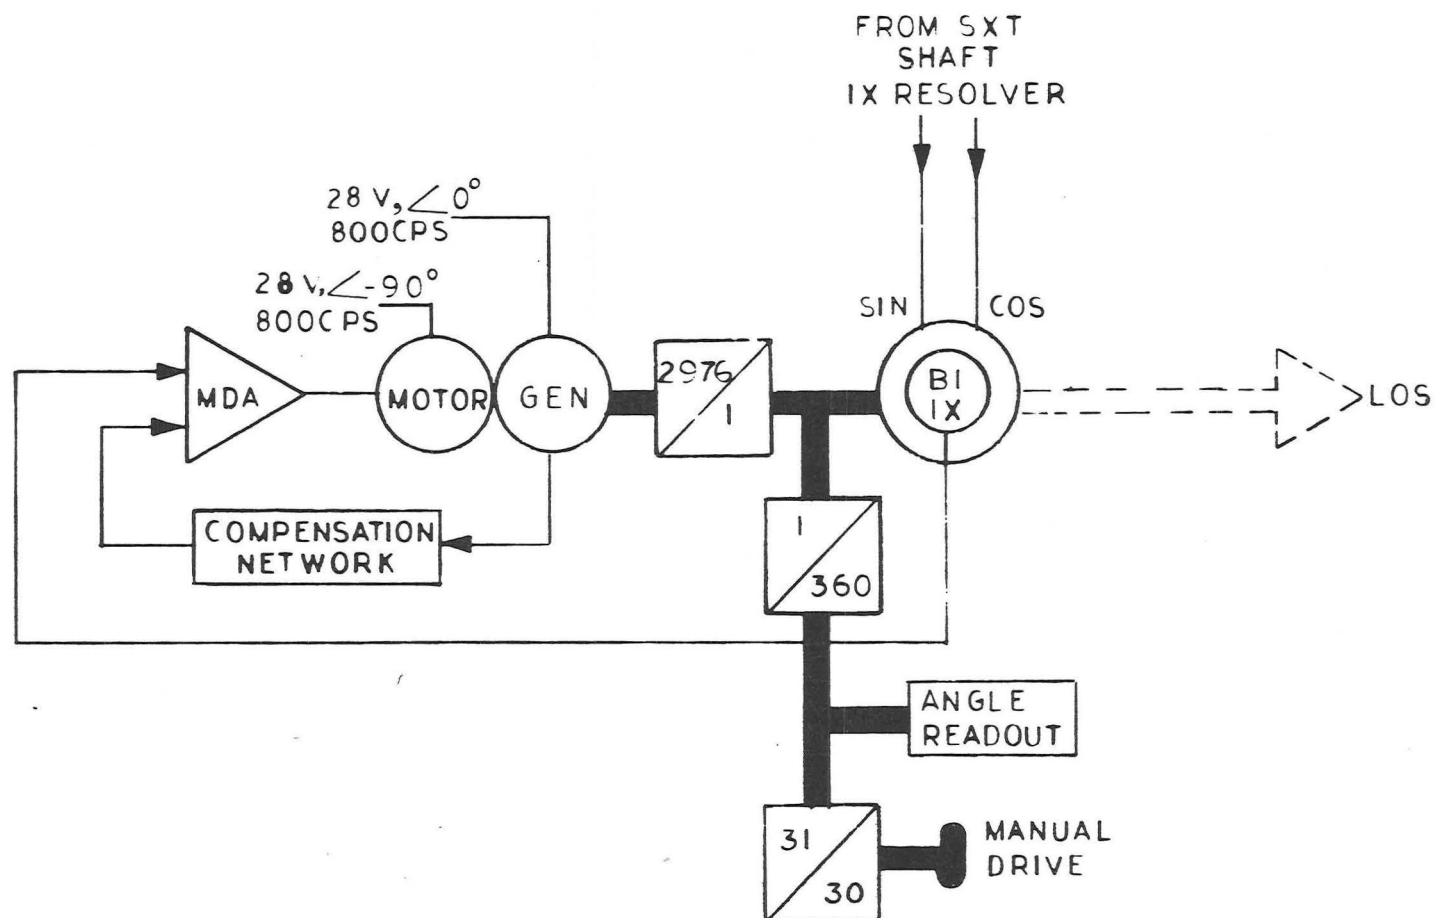 FROM SXT
SHAFT
1X RESOLVER
28 V, ∠0°
800CPS
28 V, ∠-90°
800CPS
SIN
COS
MDA
MOTOR
GEN
2976
1
B1
1X
LOS
COMPENSATION
NETWORK
1
360
ANGLE
READOUT
31
30
MANUAL
DRIVE